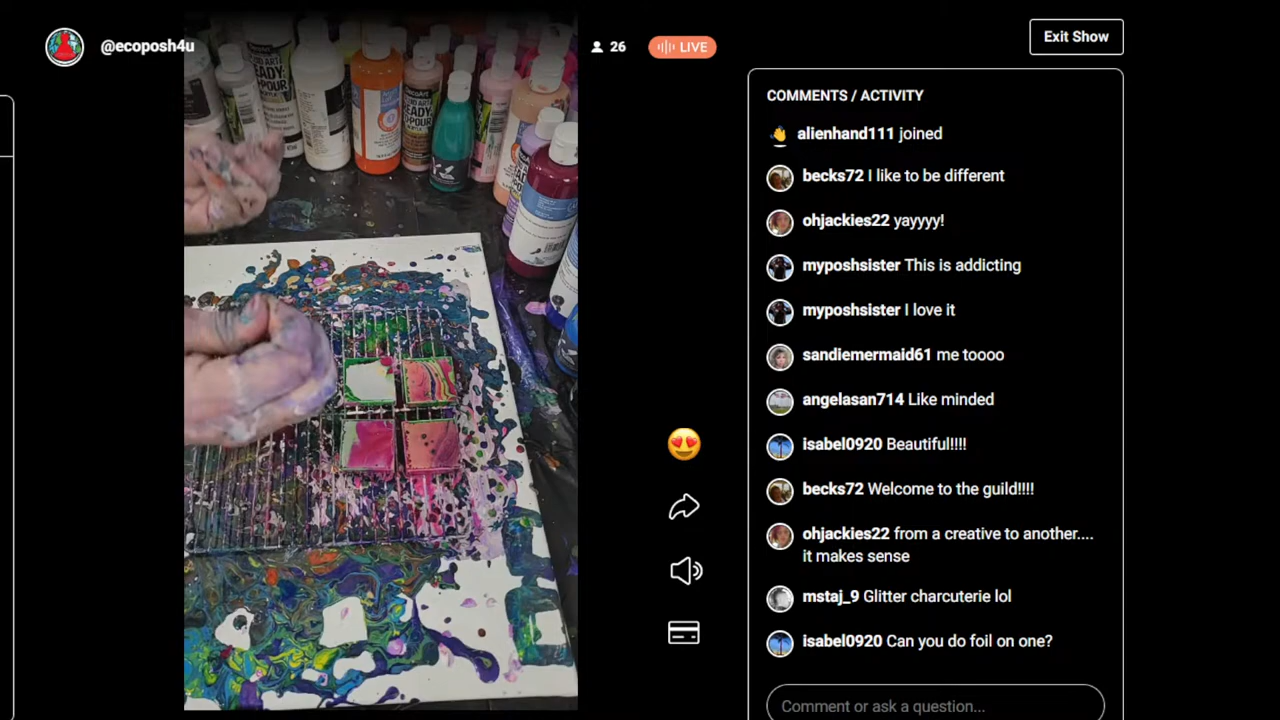 @ecoposh4u
26
LIVE
Exit Show
COMMENTS / ACTIVITY
alienhand111 joined
becks72 I like to be different
ohjackies22 yayyyy!
myposhsister This is addicting
myposhsister I love it
sandiemermaid61 me toooo
angelasan714 Like minded
isabel0920 Beautiful!!!!
becks72 Welcome to the guild!!!!
ohjackies22 from a creative to another....
it makes sense
mstaj_9 Glitter charcuterie lol
isabel0920 Can you do foil on one?
Comment or ask a question...